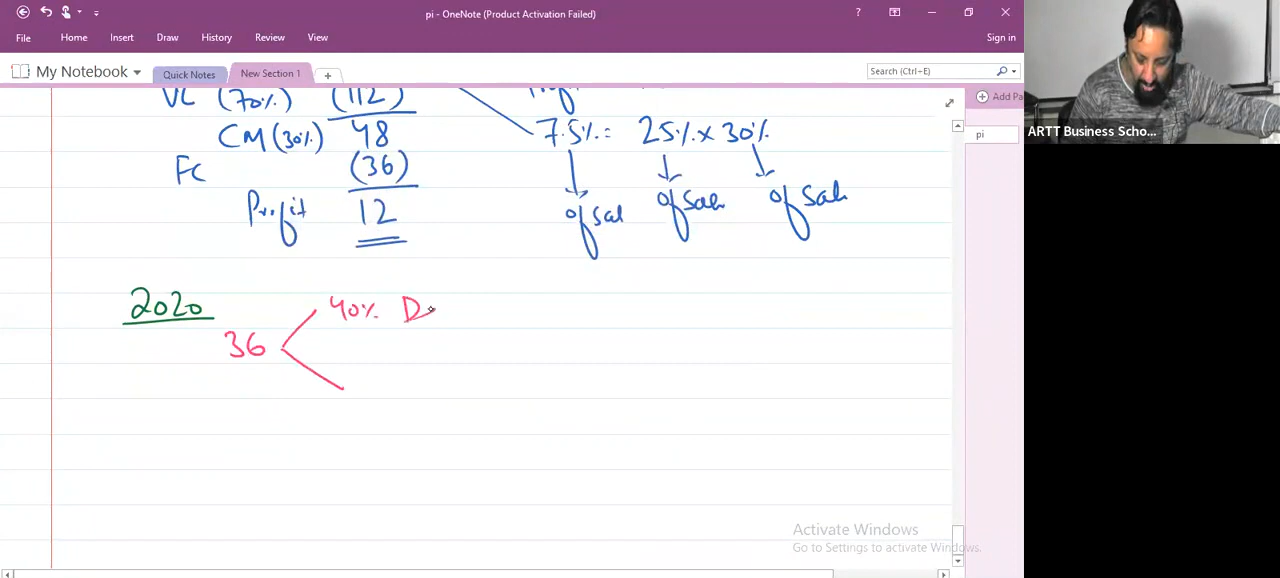 pi - OneNote (Product Activation Failed)
?
File Home Insert Draw History Review View
Sign in
My Notebook Quick Notes New Section 1 +
Search (Ctrl+E)
Add Pa
pi
ARTT Business Scho...
VC (70%) (112)
CM (30%) 48
FC (36)
Profit 12
7.5% = 25% x 30%
of sal of sale of sale
2020
36
40% D
Activate Windows
Go to Settings to activate Windows.